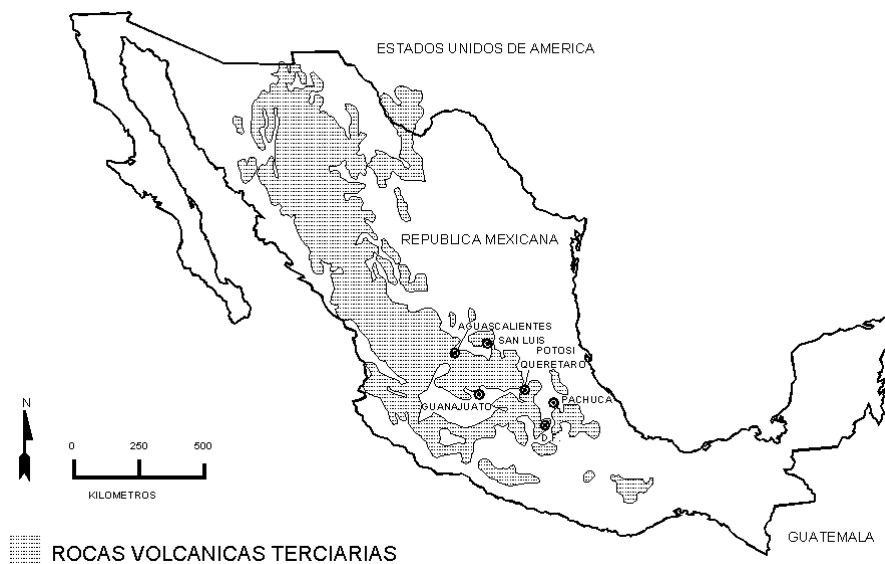 ESTADOS UNIDOS DE AMERICA
REPUBLICA MEXICANA
AGUASCALIENTES
SAN LUIS
POTOSI
QUERETARO
GUANAJUATO
PACHUCA
D.F.
N
0 250 500
KILOMETROS
GUATEMALA
ROCAS VOLCANICAS TERCIARIAS